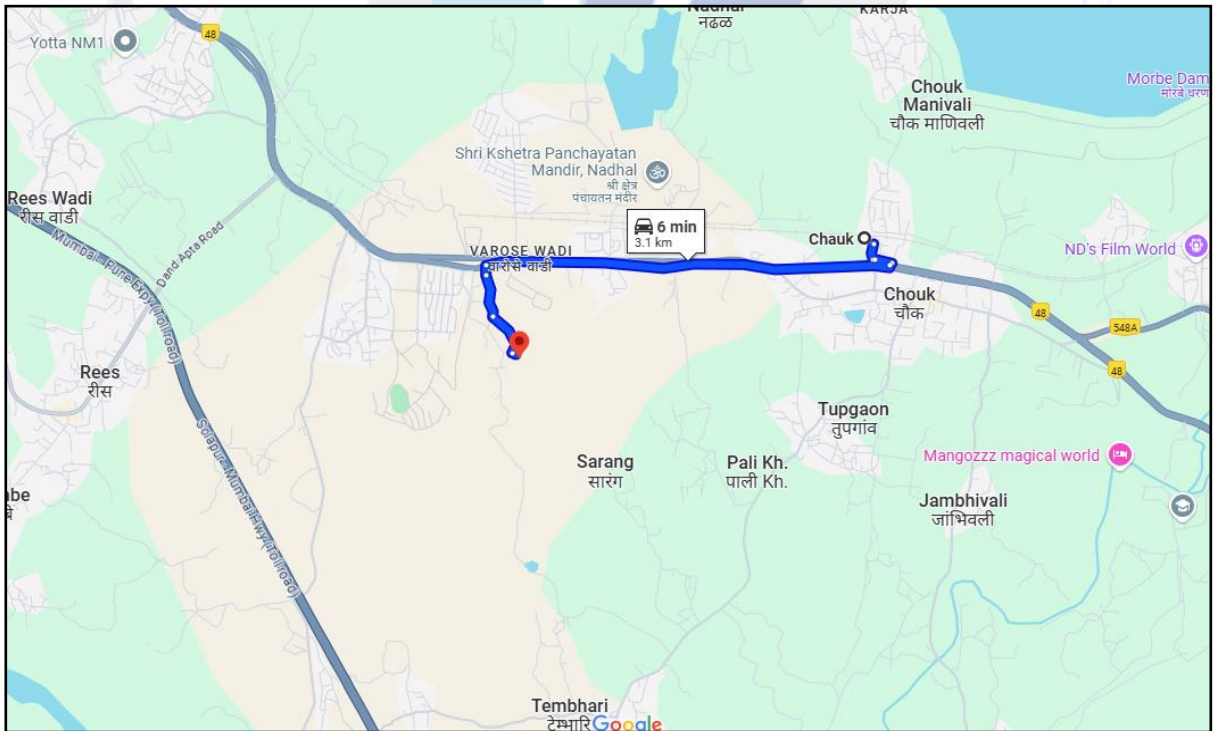 Nadhal
नढळ
KARJA
Yotta NM1
48
Morbe Dam
मोरबे धरण
Chouk
Manivali
चौक माणिवली
Shri Kshetra Panchayatan
Mandir, Nadhal
श्री क्षेत्र
पंचायतन मंदीर
Rees Wadi
रीस वाडी
Dand Apta Road
Mumbai - Pune Expy (Toll road)
6 min
3.1 km
Chauk
VAROSE WADI
वारोसे वाडी
ND's Film World
Chouk
चौक
48
548A
48
Rees
रीस
Solapur - Mumbai Hwy (Toll road)
Tupgaon
तुपगांव
Sarang
सारंग
Pali Kh.
पाली Kh.
Mangozzz magical world
Jambhivali
जांभिवली
Tembhari
टेम्भारि
Google